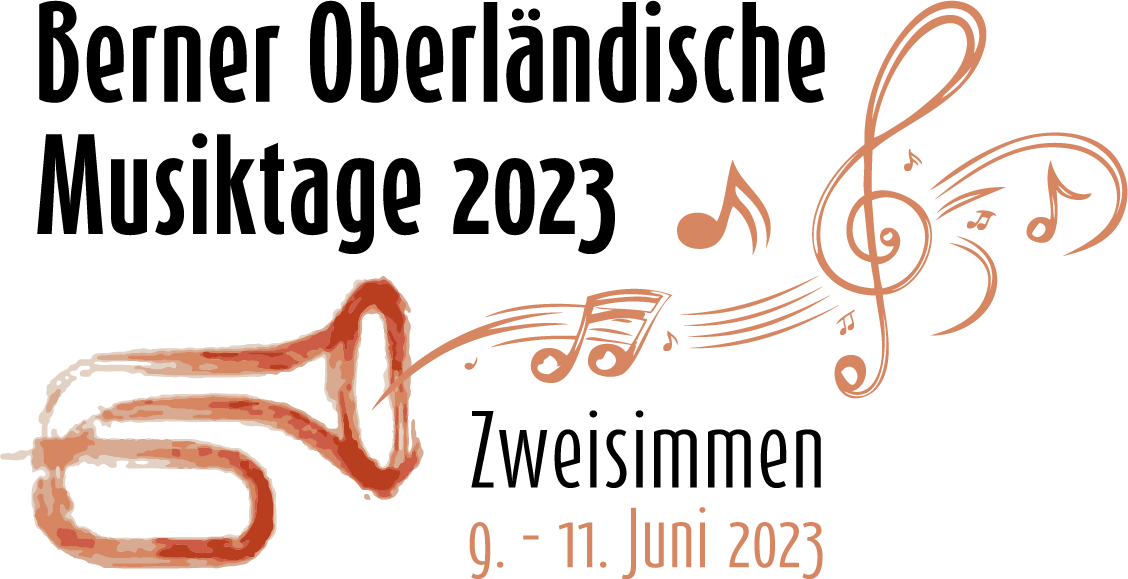 Berner Oberländische
Musiktage 2023
Zweisimmen
9. - 11. Juni 2023